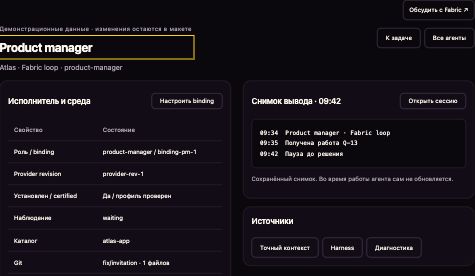 Обсудить с Fabric ↗
Демонстрационные данные · изменения остаются в макете
Product manager
К задаче
Все агенты
Atlas · Fabric loop · product-manager
Исполнитель и среда
Настроить binding
Свойство Состояние
Роль / binding product-manager / binding-pm-1
Provider revision provider-rev-1
Установлен / certified Да / профиль проверен
Наблюдение waiting
Каталог atlas-app
Git fix/invitation · 1 файлов
Снимок вывода · 09:42
Открыть сессию
09:34 Product manager · Fabric loop
09:35 Получена работа Q-13
09:42 Пауза до решения
Сохранённый снимок. Во время работы агента сам не обновляется.
Источники
Точный контекст
Harness
Диагностика